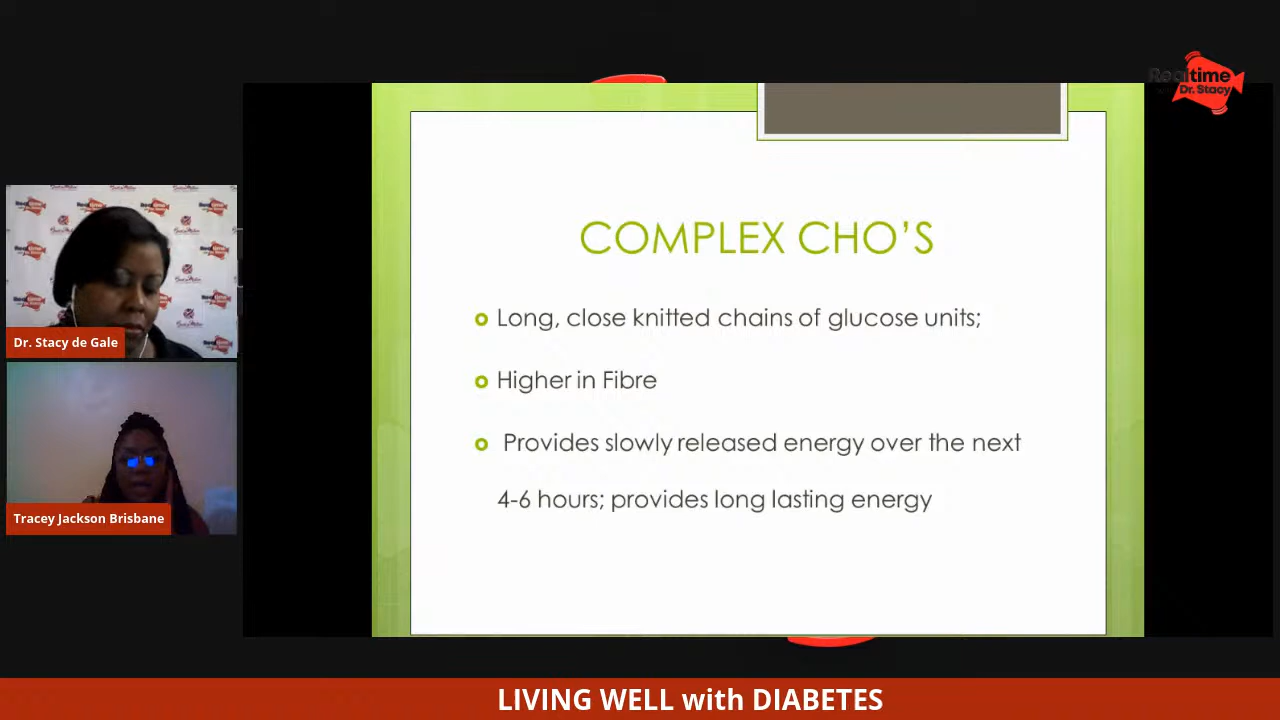 Realtime
Dr. Stacy
COMPLEX CHO’S
Long, close knitted chains of glucose units;
Higher in Fibre
Provides slowly released energy over the next
4-6 hours; provides long lasting energy
Dr. Stacy de Gale
Tracey Jackson Brisbane
LIVING WELL with DIABETES